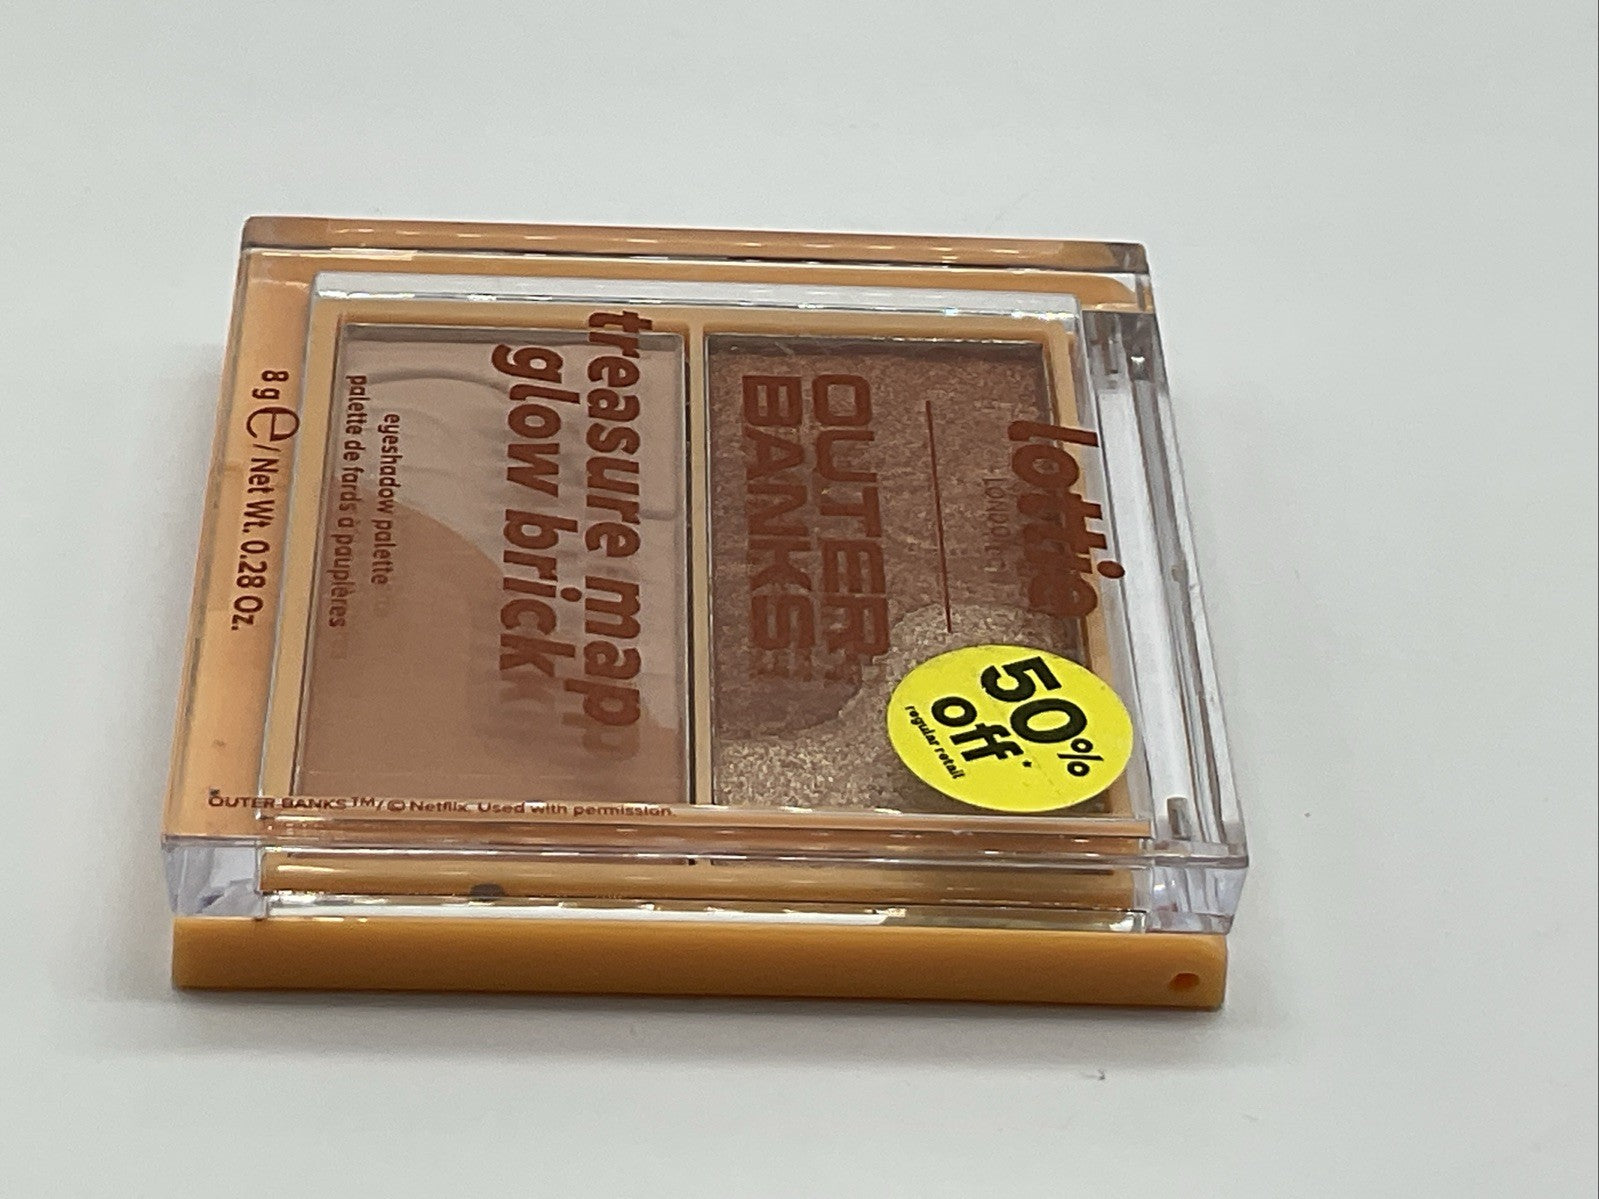 lottie
LONDON
OUTER
BANKS
treasure map
glow brick
eyeshadow palette
palette de fards à paupières
8 g e / Net Wt. 0.28 Oz.
OUTER BANKS™/© Netflix. Used with permission.
50%
off*
regular retail